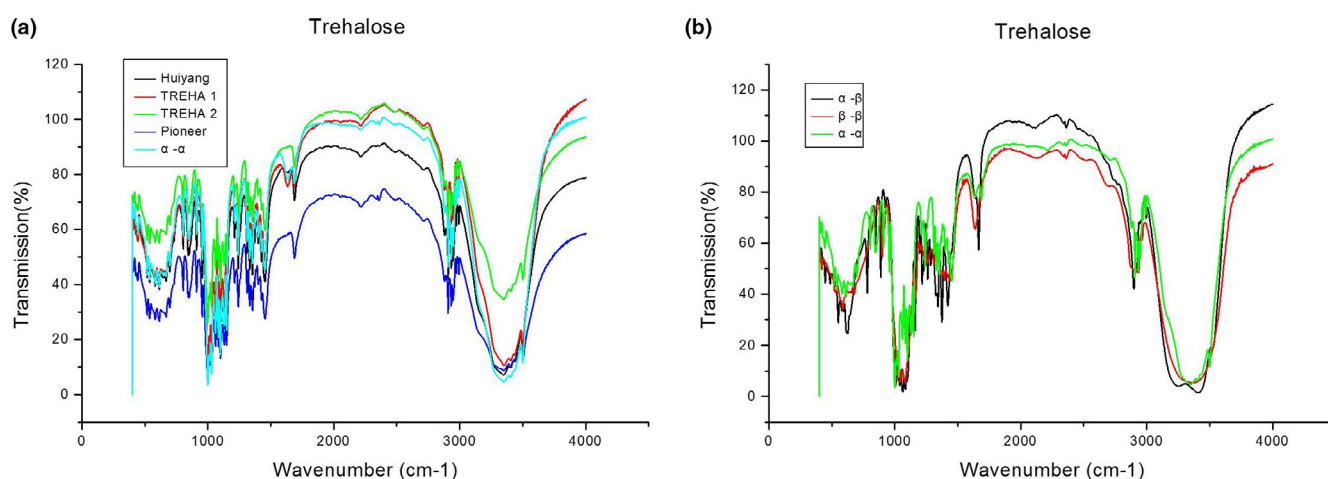 (a)
Trehalose
Huiyang
TREHA 1
TREHA 2
Pioneer
α -α
Transmission(%)
120
100
80
60
40
20
0
0
1000
2000
3000
4000
Wavenumber (cm-1)
(b)
Trehalose
α -β
β -β
α -α
Transmission(%)
120
100
80
60
40
20
0
0
1000
2000
3000
4000
Wavenumber (cm-1)